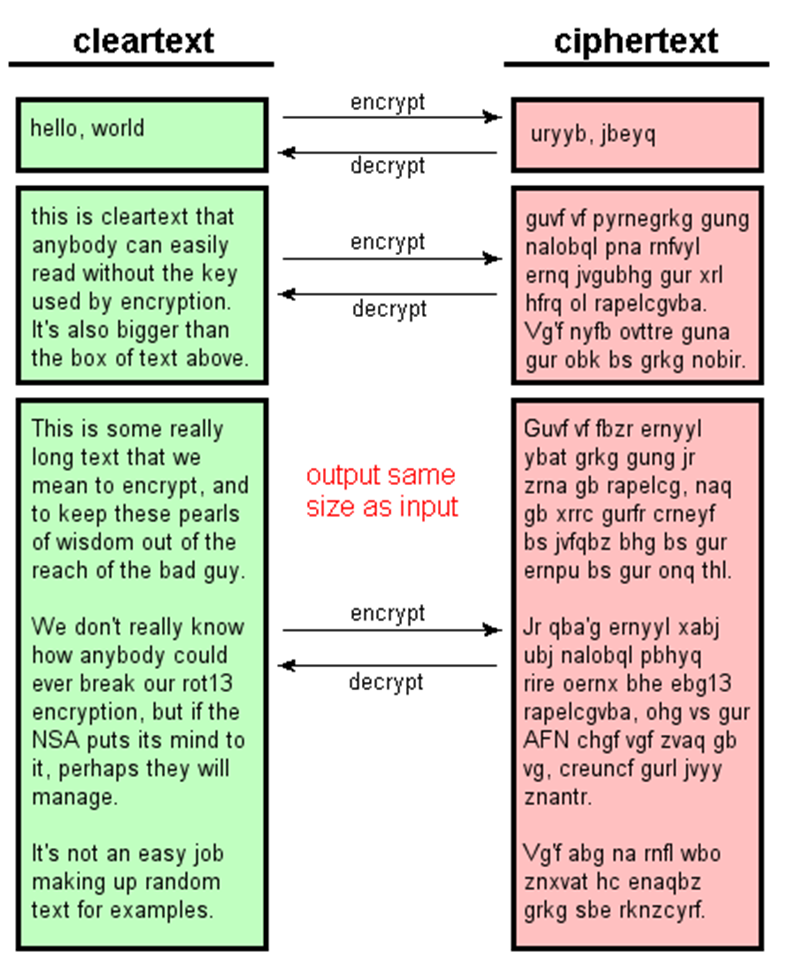 cleartext
ciphertext
hello, world
encrypt
decrypt
uryyb, jbeyq
this is cleartext that
anybody can easily
read without the key
used by encryption.
It's also bigger than
the box of text above.
encrypt
decrypt
guvf vf pyrnegrkg gung
nalobql pna rnfvyl
ernq jvgubhg gur xrl
hfrq ol rapelcgvba.
Vg'f nyfb ovttre guna
gur obk bs grkg nobir.
This is some really
long text that we
mean to encrypt, and
to keep these pearls
of wisdom out of the
reach of the bad guy.
We don't really know
how anybody could
ever break our rot13
encryption, but if the
NSA puts its mind to
it, perhaps they will
manage.
It's not an easy job
making up random
text for examples.
output same
size as input
encrypt
decrypt
Guvf vf fbzr ernyyl
ybat grkg gung jr
zrna gb rapelcg, naq
gb xrrc gurfr crneyf
bs jvfqbz bhg bs gur
ernpu bs gur onq thl.
Jr qba'g ernyyl xabj
ubj nalobql pbhyq
rire oernx bhe ebg13
rapelcgvba, ohg vs gur
AFN chgf vgf zvaq gb
vg, creuncf gurl jvyy
znantr.
Vg'f abg na rnfl wbo
znxvat hc enaqbz
grkg sbe rknzcyrf.